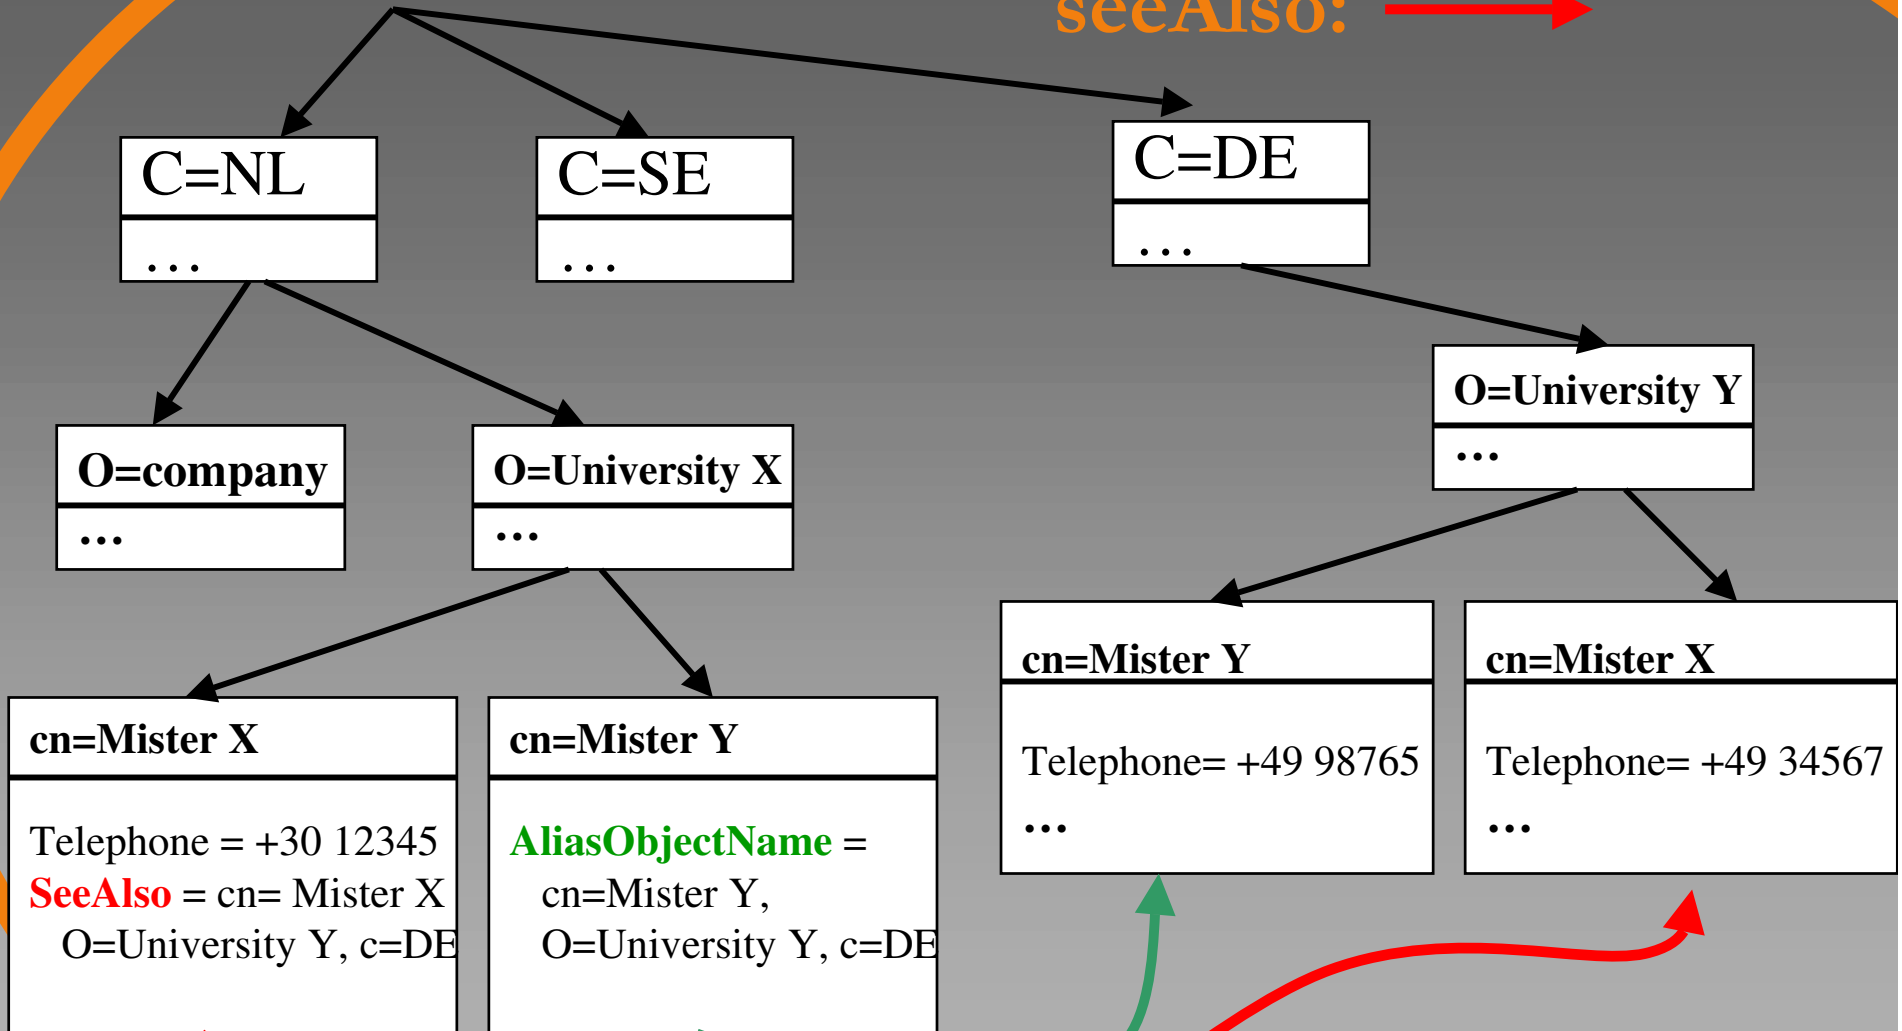 seeAlso:
C=NL
...
C=SE
...
C=DE
...
O=University Y
...
O=company
...
O=University X
...
cn=Mister Y
Telephone= +49 98765
...
cn=Mister X
Telephone= +49 34567
...
cn=Mister X
Telephone = +30 12345
SeeAlso = cn= Mister X
O=University Y, c=DE
cn=Mister Y
AliasObjectName =
cn=Mister Y,
O=University Y, c=DE